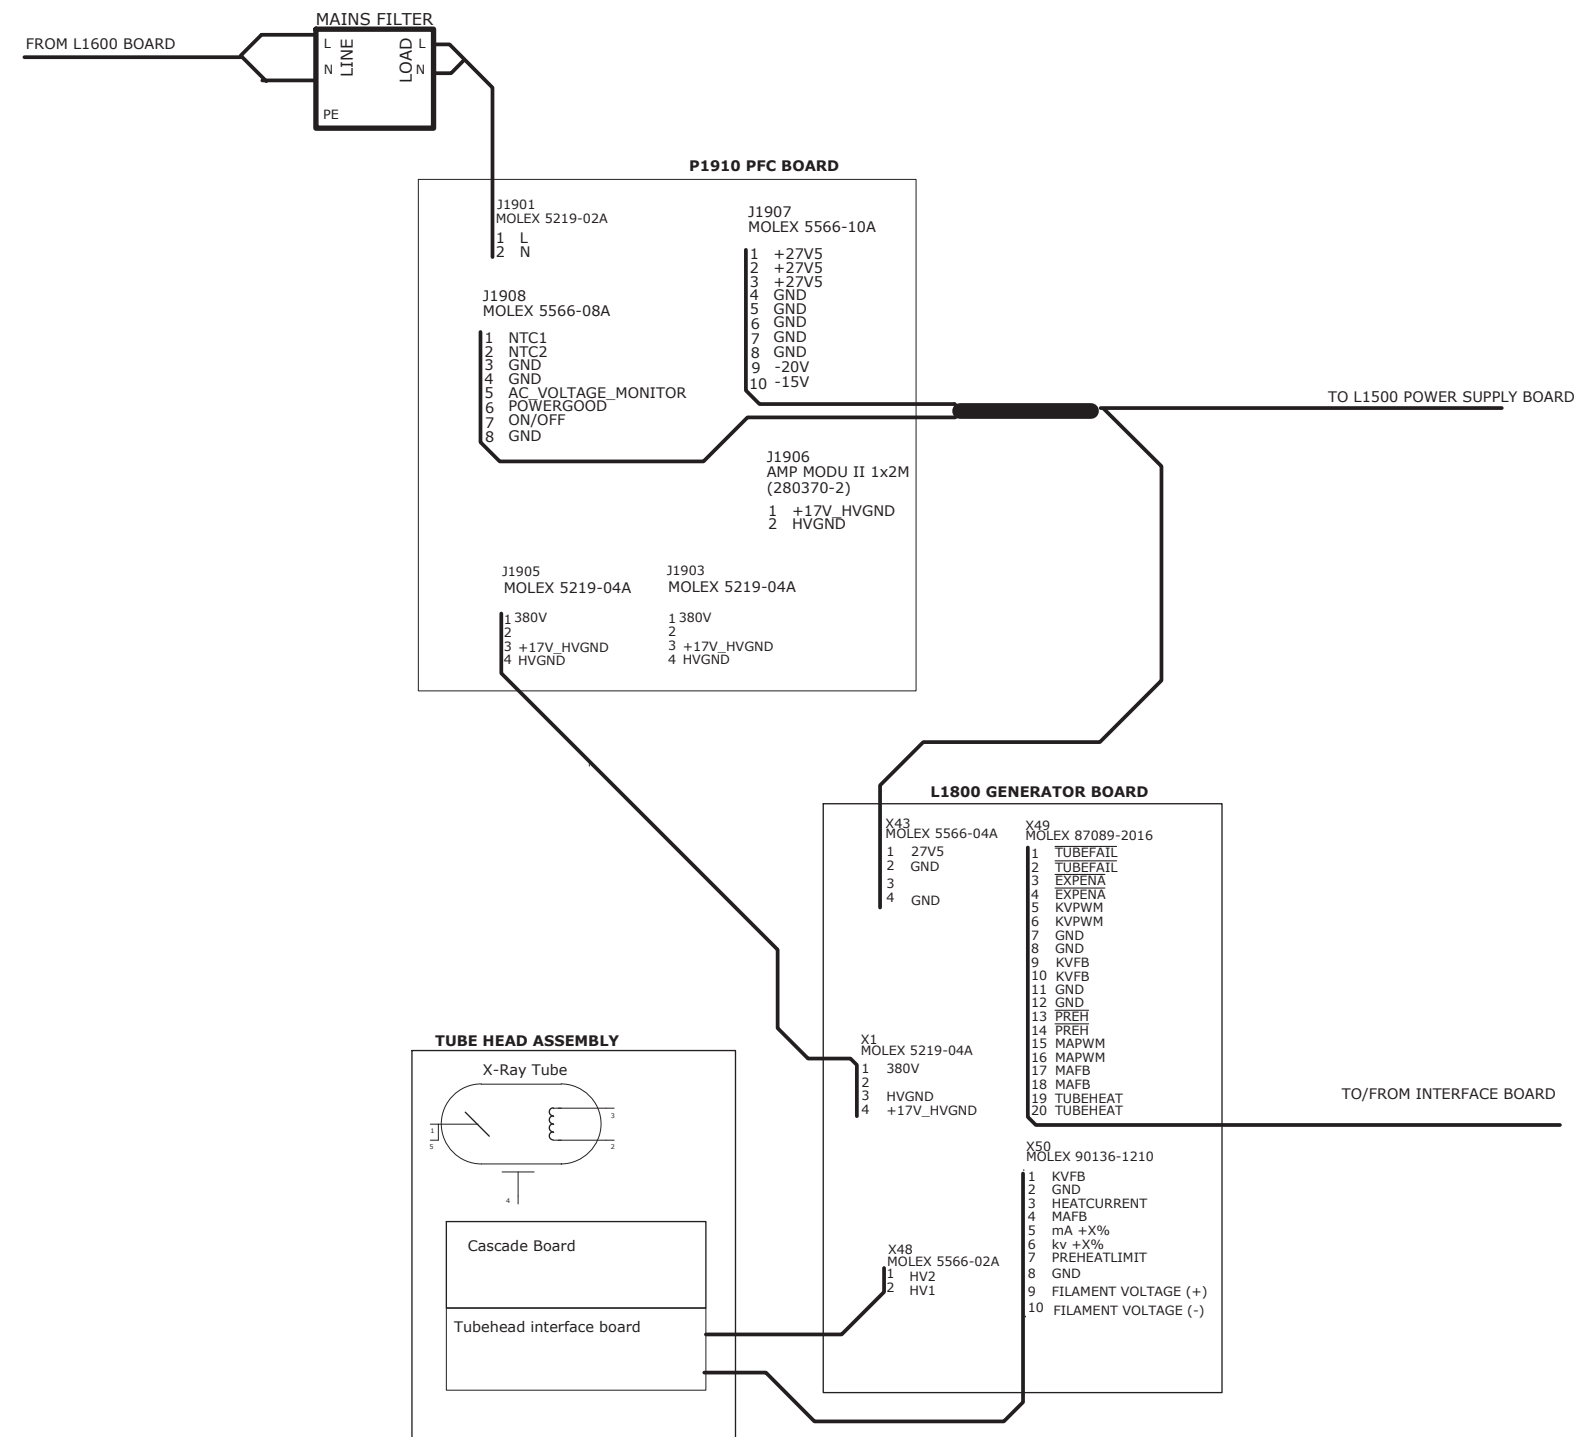 MAINS FILTER
FROM L1600 BOARD
L
N
PE
LINE
LOAD
L
N
P1910 PFC BOARD
J1901
MOLEX 5219-02A
1 L
2 N
J1907
MOLEX 5566-10A
1 +27V5
2 +27V5
3 +27V5
4 GND
5 GND
6 GND
7 GND
8 GND
9 -20V
10 -15V
J1908
MOLEX 5566-08A
1 NTC1
2 NTC2
3 GND
4 GND
5 AC_VOLTAGE_MONITOR
6 POWERGOOD
7 ON/OFF
8 GND
TO L1500 POWER SUPPLY BOARD
J1906
AMP MODU II 1x2M
(280370-2)
1 +17V_HVGND
2 HVGND
J1905
MOLEX 5219-04A
1 380V
2
3 +17V_HVGND
4 HVGND
J1903
MOLEX 5219-04A
1 380V
2
3 +17V_HVGND
4 HVGND
L1800 GENERATOR BOARD
X43
MOLEX 5566-04A
1 27V5
2 GND
3
4 GND
X49
MOLEX 87089-2016
1 TUBEFAIL
2 TUBEFAIL
3 EXPENA
4 EXPENA
5 KVPWM
6 KVPWM
7 GND
8 GND
9 KVFB
10 KVFB
11 GND
12 GND
13 PREH
14 PREH
15 MAPWM
16 MAPWM
17 MAFB
18 MAFB
19 TUBEHEAT
20 TUBEHEAT
TO/FROM INTERFACE BOARD
X1
MOLEX 5219-04A
1 380V
2
3 HVGND
4 +17V_HVGND
X50
MOLEX 90136-1210
1 KVFB
2 GND
3 HEATCURRENT
4 MAFB
5 mA +X%
6 kv +X%
7 PREHEATLIMIT
8 GND
9 FILAMENT VOLTAGE (+)
10 FILAMENT VOLTAGE (-)
X48
MOLEX 5566-02A
1 HV2
2 HV1
TUBE HEAD ASSEMBLY
X-Ray Tube
1
5
3
2
4
Cascade Board
Tubehead interface board